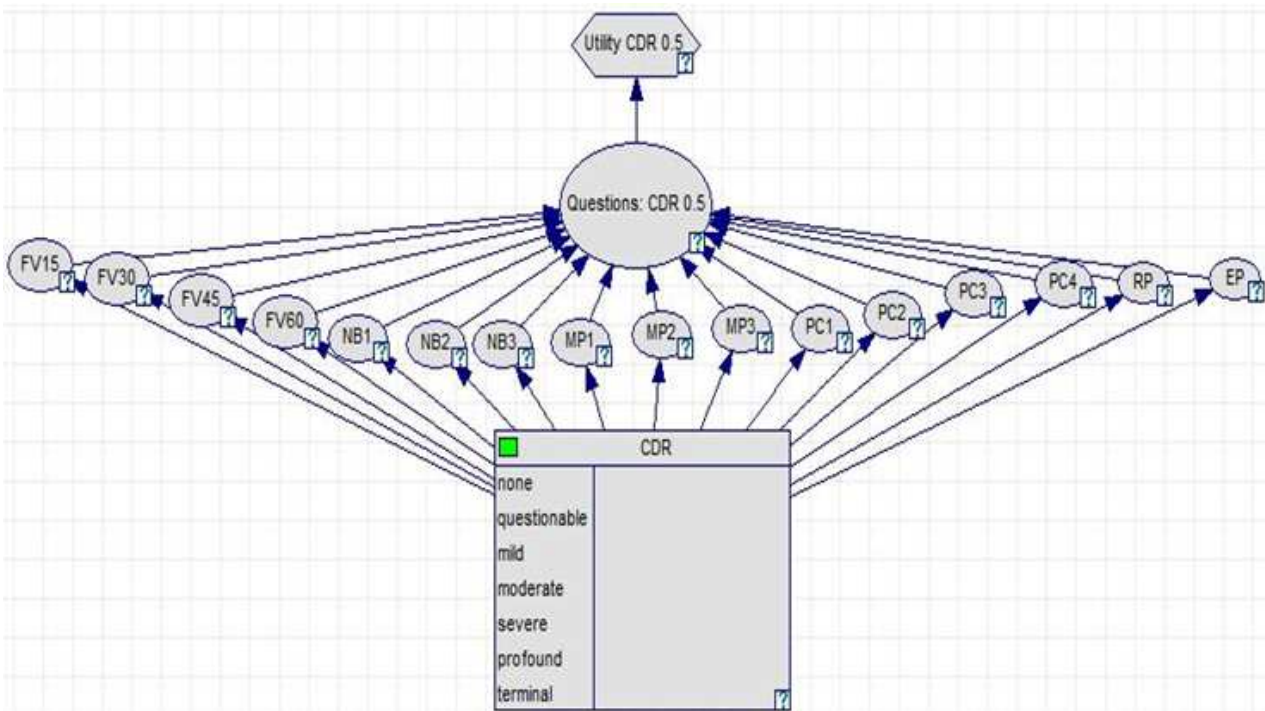 Utility CDR 0.5
?
Questions: CDR 0.5
?
FV15
?
FV30
?
FV45
?
FV60
?
NB1
?
NB2
?
NB3
?
MP1
?
MP2
?
MP3
?
PC1
?
PC2
?
PC3
?
PC4
?
RP
?
EP
?
CDR
none
questionable
mild
moderate
severe
profound
terminal
?